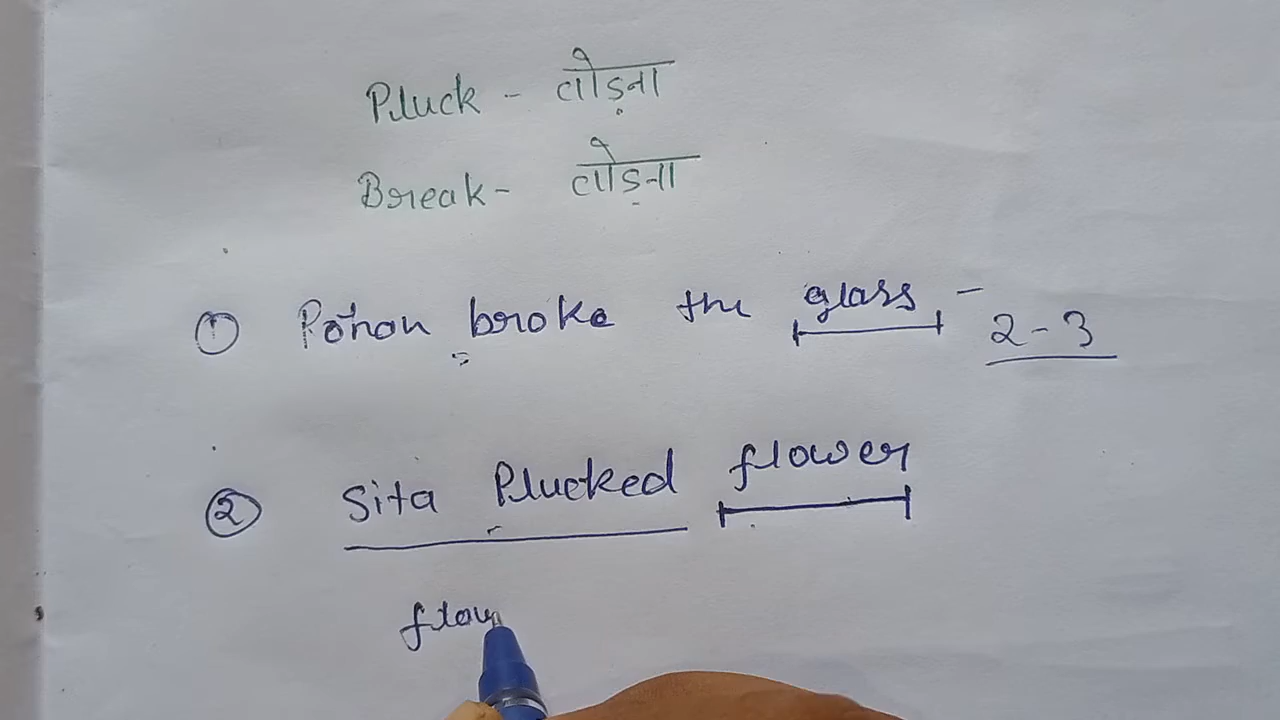 Pluck - तोड़ना
Break - तोड़ना
① Rohan broke the glass - 2-3
② Sita Plucked flower
flow